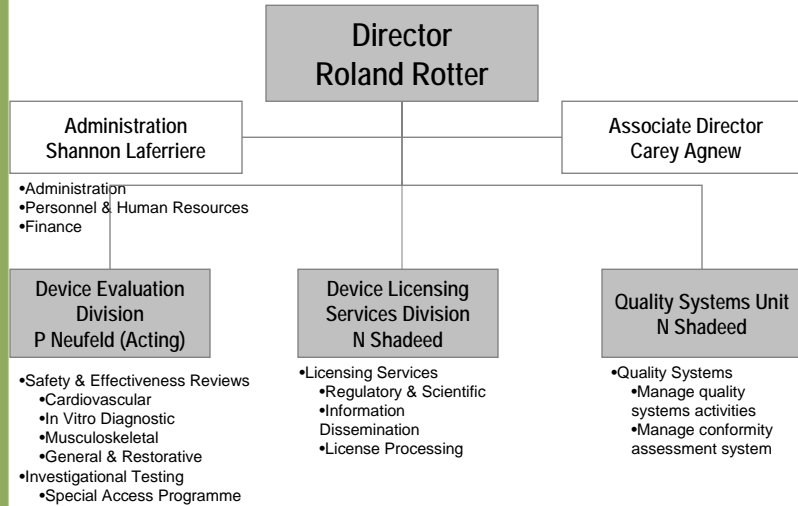 Director
Roland Rotter
Administration
Shannon Laferriere
Associate Director
Carey Agnew
•Administration
•Personnel & Human Resources
•Finance
Device Evaluation
Division
P Neufeld (Acting)
•Safety & Effectiveness Reviews
•Cardiovascular
•In Vitro Diagnostic
•Musculoskeletal
•General & Restorative
•Investigational Testing
•Special Access Programme
Device Licensing
Services Division
N Shadeed
•Licensing Services
•Regulatory & Scientific
•Information
Dissemination
•License Processing
Quality Systems Unit
N Shadeed
•Quality Systems
•Manage quality
systems activities
•Manage conformity
assessment system